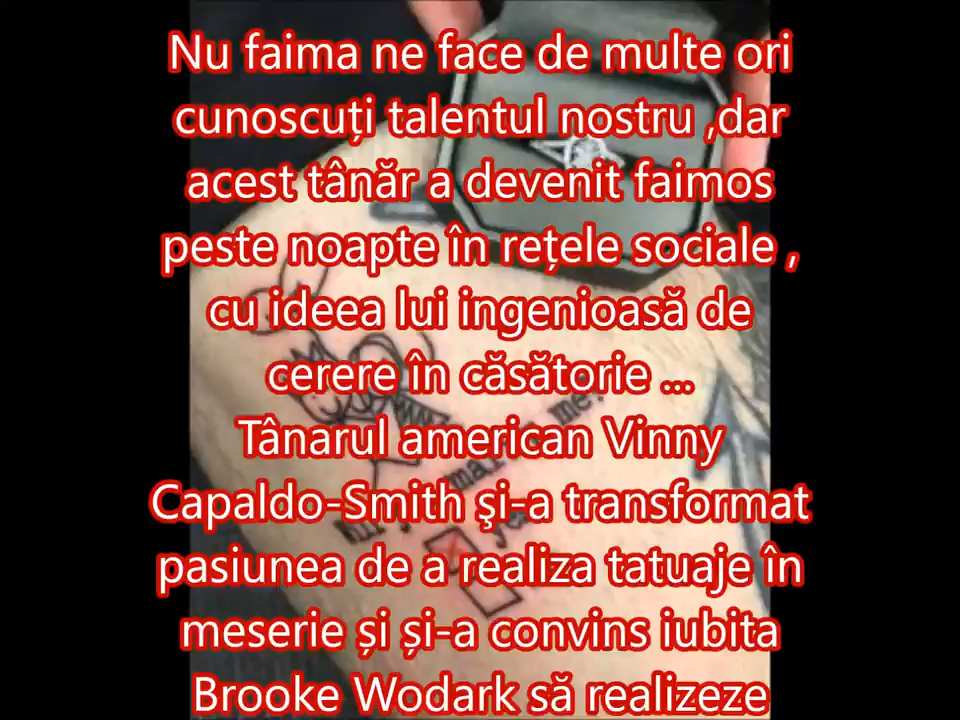 Nu faima ne face de multe ori
cunoscuți talentul nostru ,dar
acest tânăr a devenit faimos
peste noapte în rețele sociale ,
cu ideea lui ingenioasă de
cerere în căsătorie ...
Tânarul american Vinny
Capaldo-Smith şi-a transformat
pasiunea de a realiza tatuaje în
meserie și și-a convins iubita
Brooke Wodark să realizeze
me?